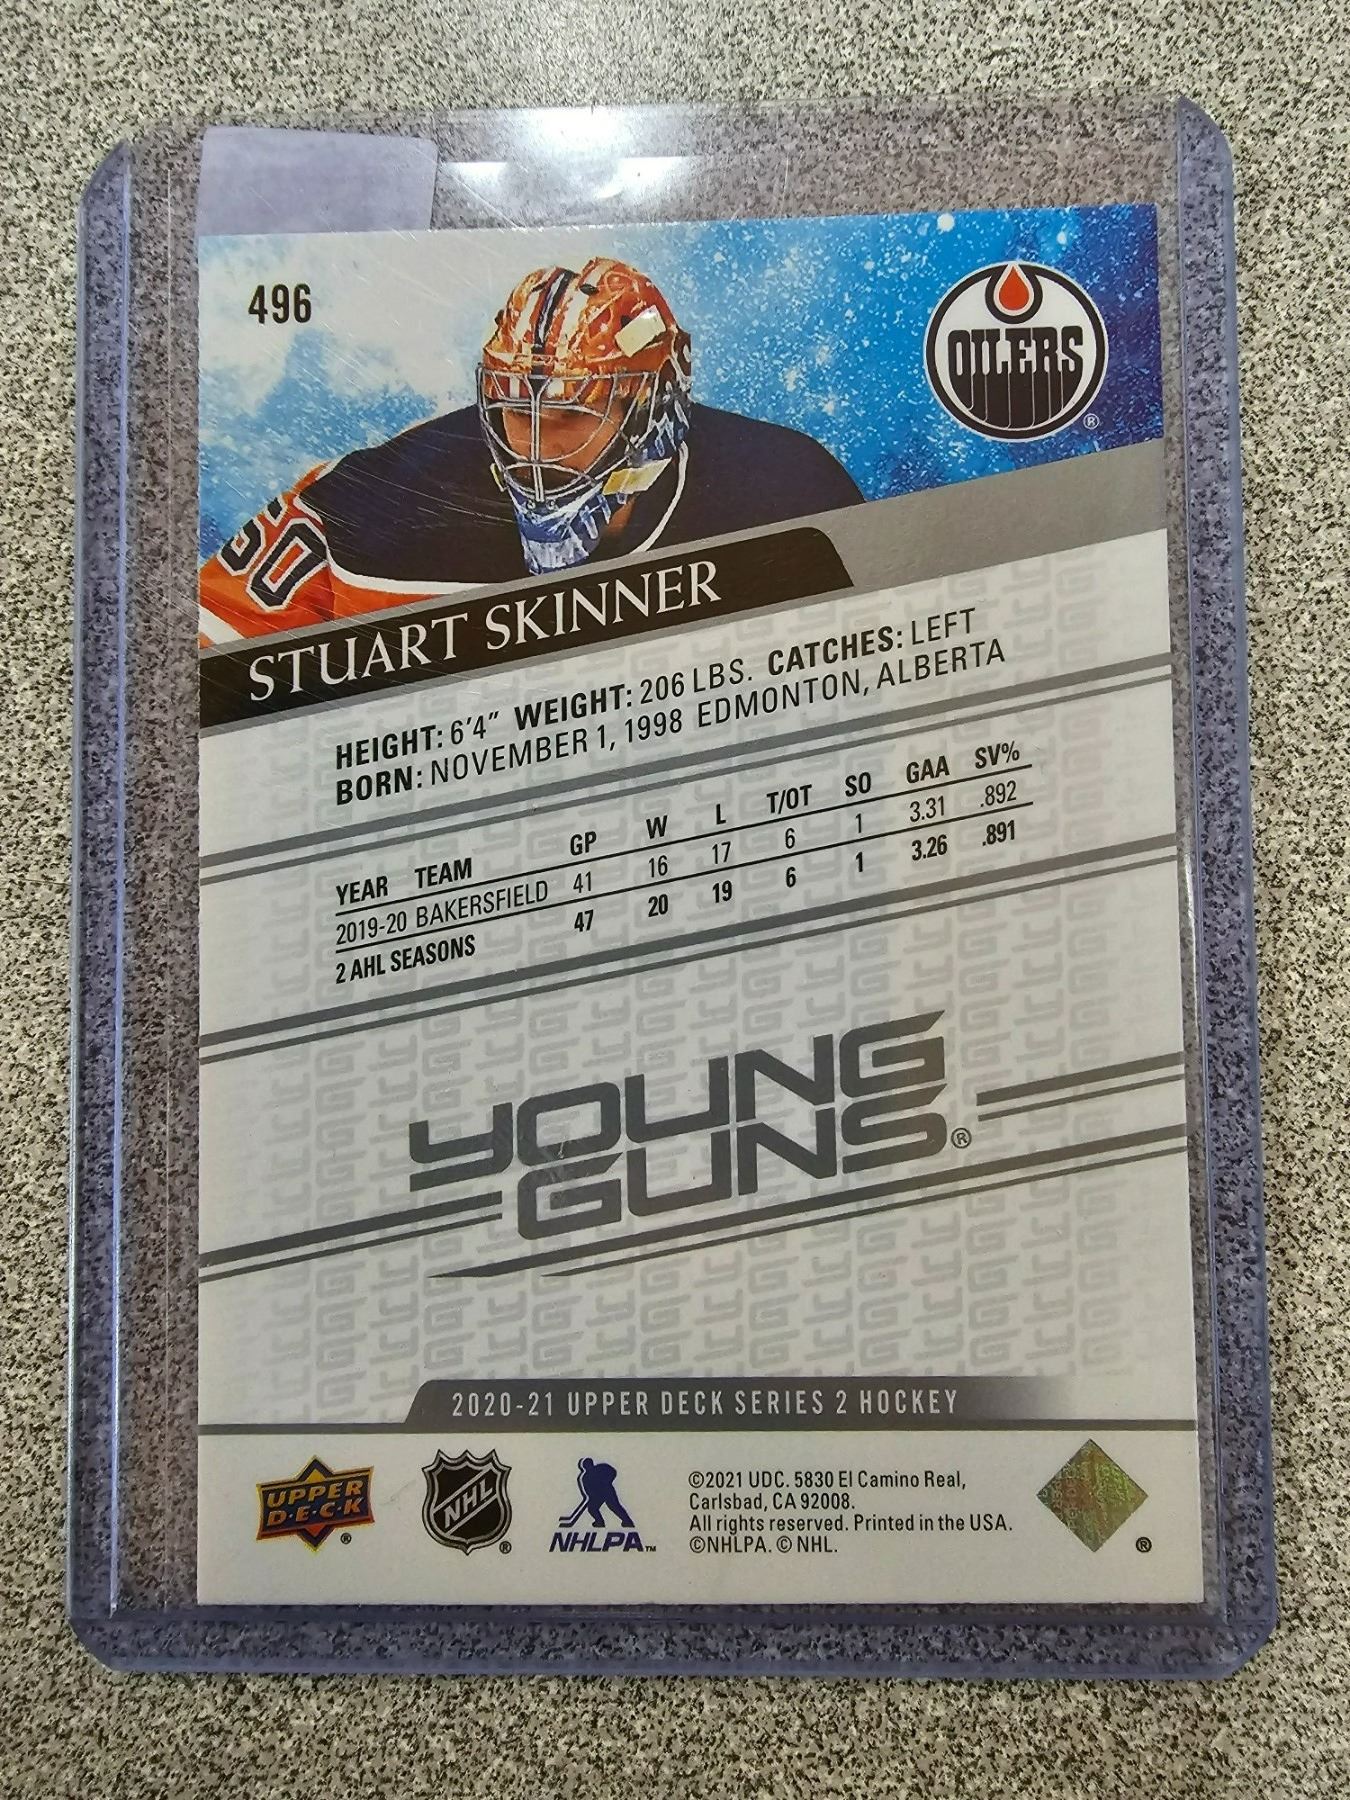 496
OILERS
®
50
STUART SKINNER
HEIGHT: 6'4" WEIGHT: 206 LBS. CATCHES: LEFT
BORN: NOVEMBER 1, 1998 EDMONTON, ALBERTA
YEAR TEAM GP W L T/OT SO GAA SV%
2019-20 BAKERSFIELD 41 16 17 6 1 3.31 .892
2 AHL SEASONS 47 20 19 6 1 3.26 .891
YOUNG
GUNS®
2020-21 UPPER DECK SERIES 2 HOCKEY
UPPER
D·E·C·K
®
NHL
®
NHLPA™
©2021 UDC. 5830 El Camino Real,
Carlsbad, CA 92008.
All rights reserved. Printed in the USA.
©NHLPA. © NHL.
®